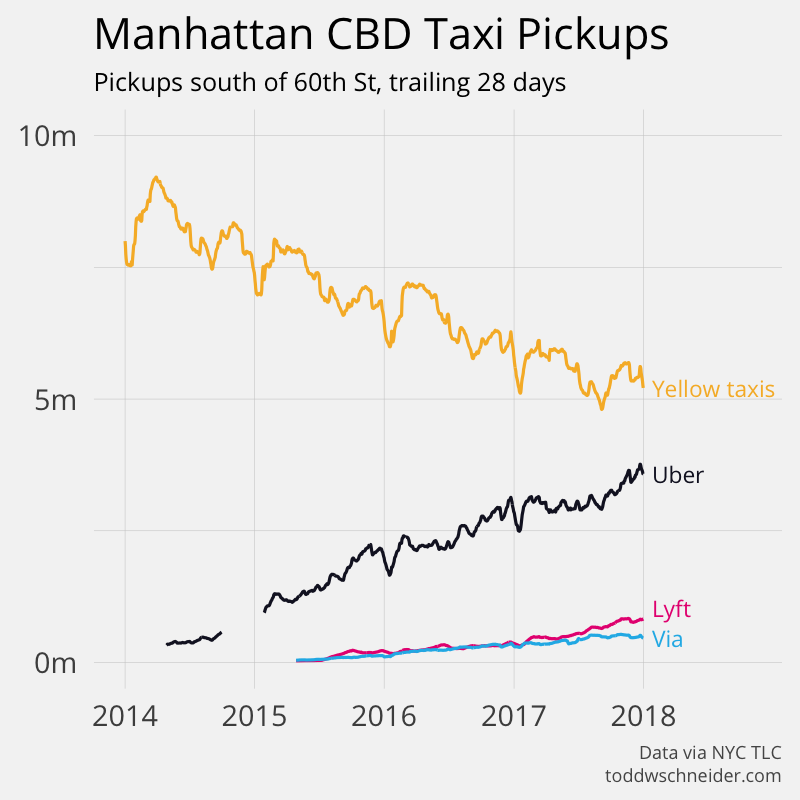 Manhattan CBD Taxi Pickups
Pickups south of 60th St, trailing 28 days
10m
5m
0m
Yellow taxis
Uber
Lyft
Via
2014 2015 2016 2017 2018
Data via NYC TLC
toddwschneider.com